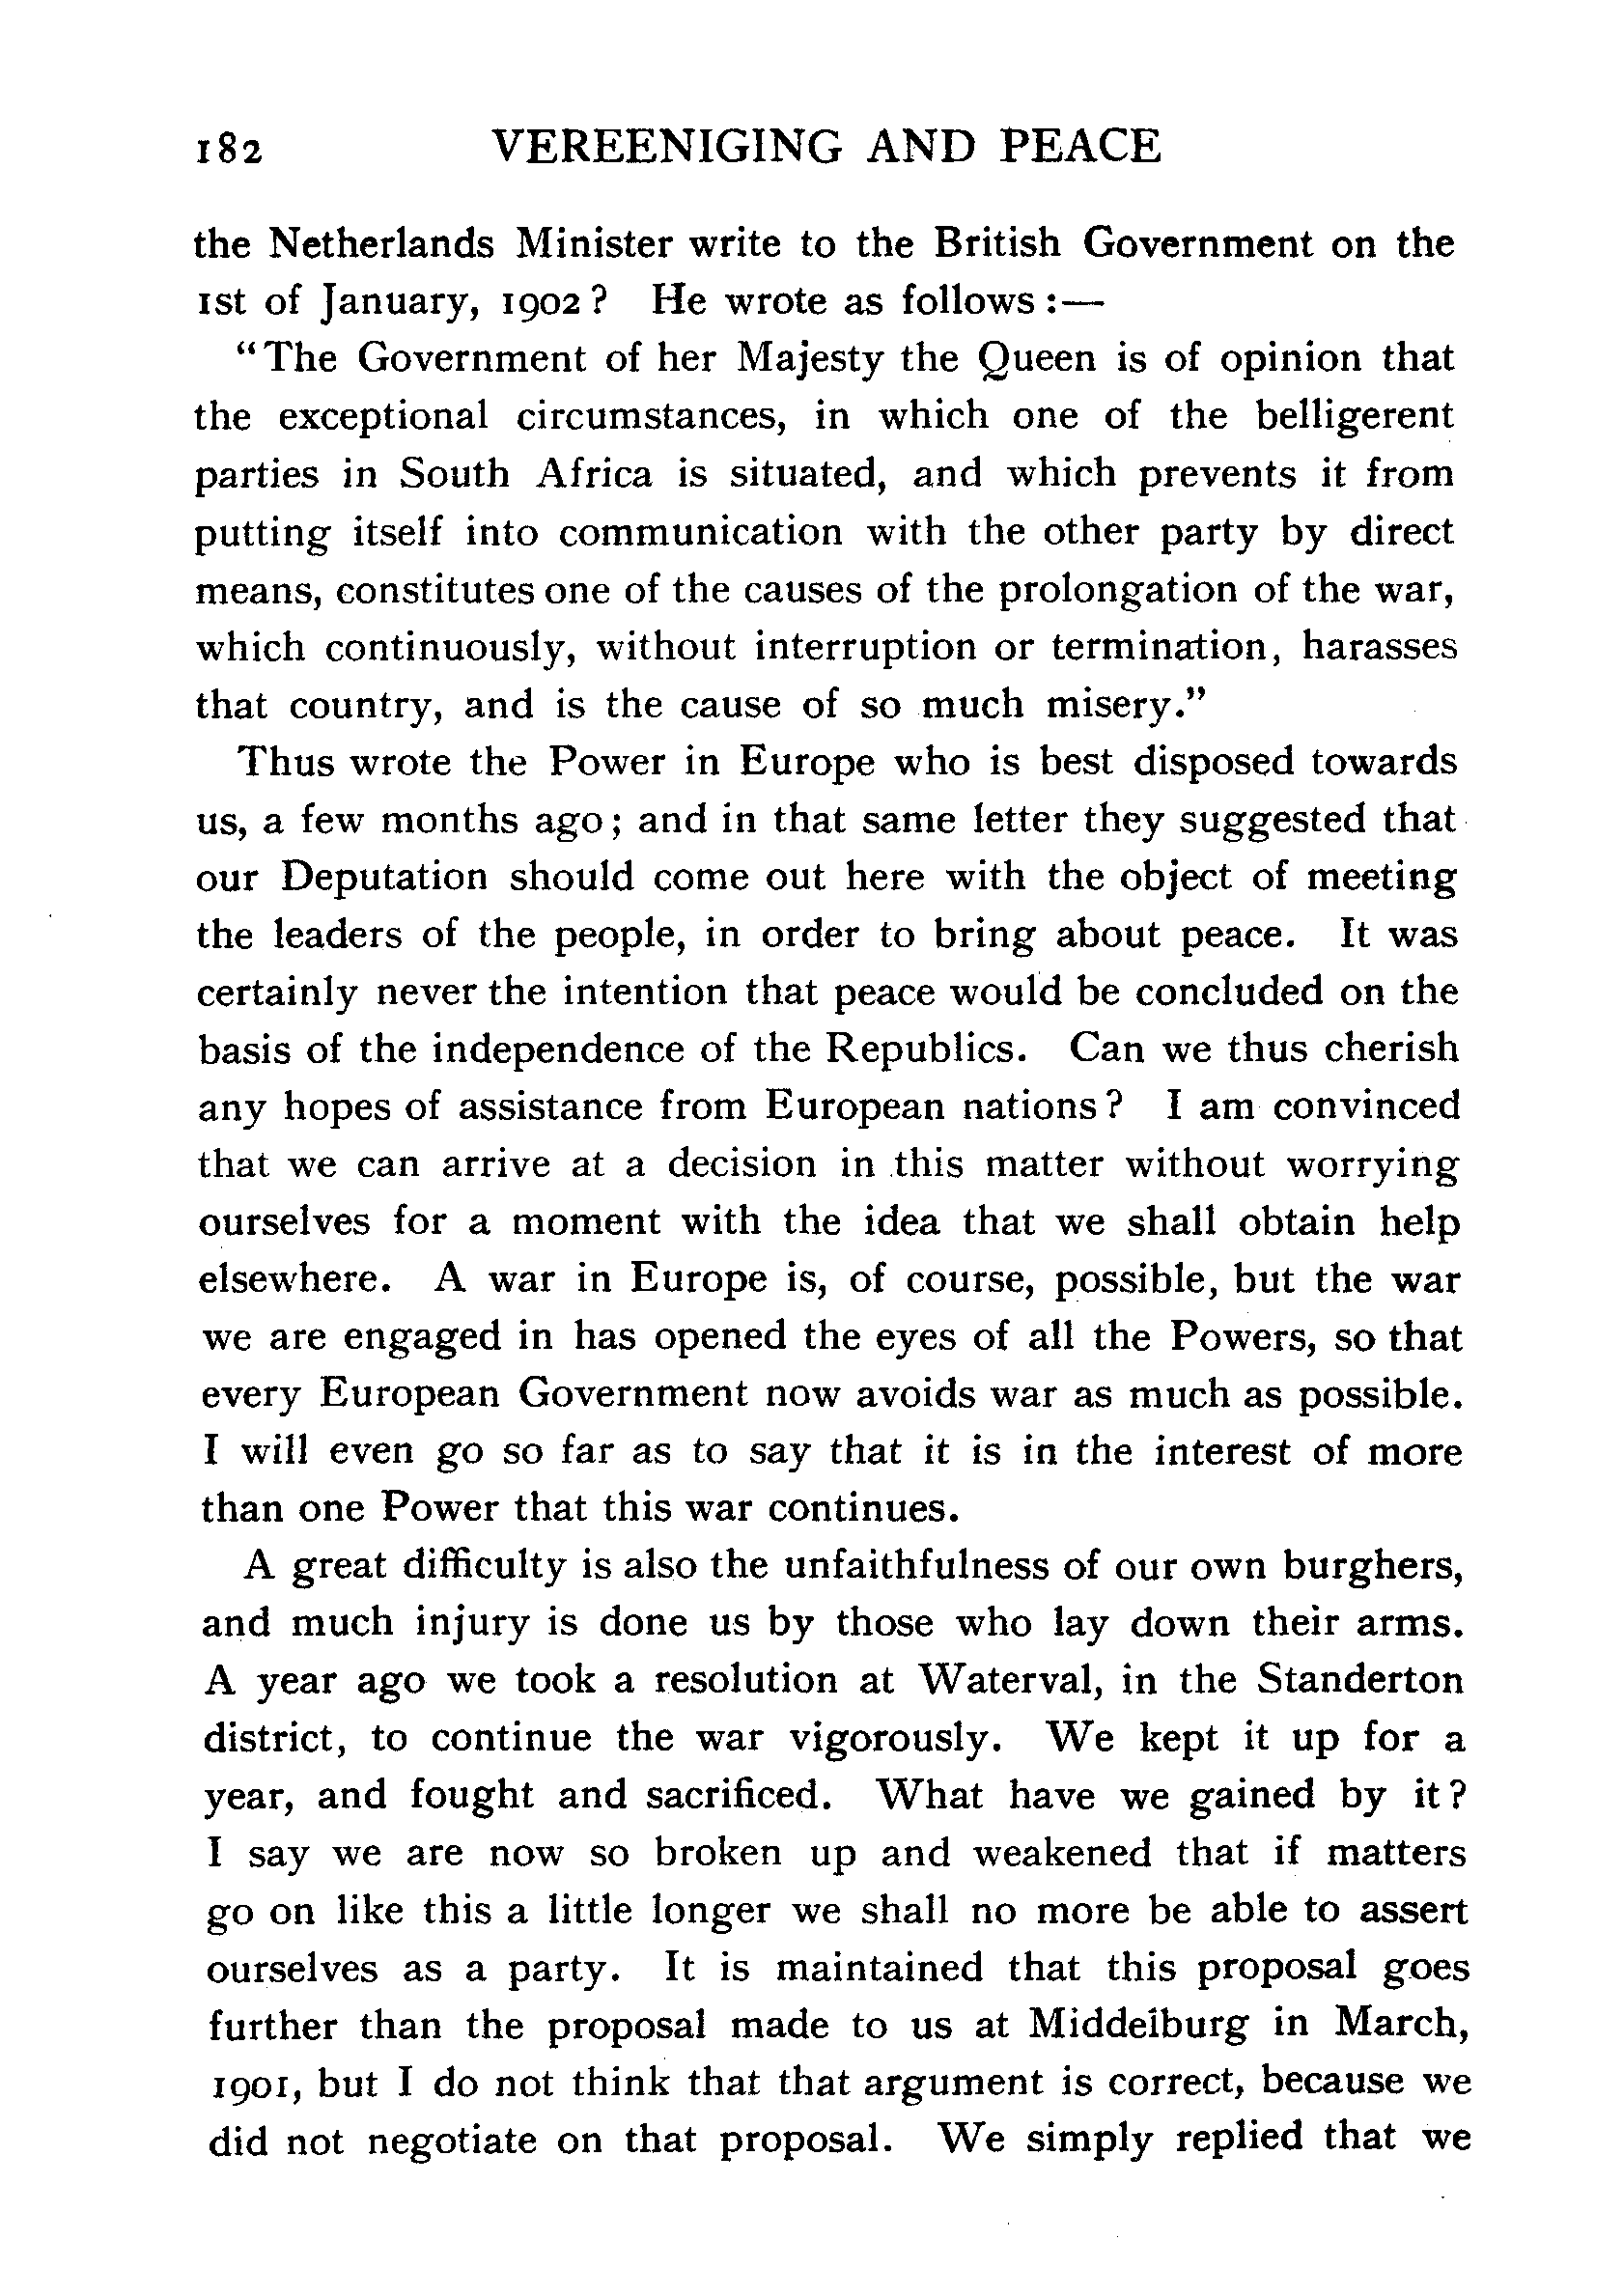 182 VEREENIGING AND PEACE
the Netherlands Minister write to the British Government on the
1st of January, 1902? He wrote as follows:—
"The Government of her Majesty the Queen is of opinion that
the exceptional circumstances, in which one of the belligerent
parties in South Africa is situated, and which prevents it from
putting itself into communication with the other party by direct
means, constitutes one of the causes of the prolongation of the war,
which continuously, without interruption or termination, harasses
that country, and is the cause of so much misery."
Thus wrote the Power in Europe who is best disposed towards
us, a few months ago; and in that same letter they suggested that
our Deputation should come out here with the object of meeting
the leaders of the people, in order to bring about peace. It was
certainly never the intention that peace would be concluded on the
basis of the independence of the Republics. Can we thus cherish
any hopes of assistance from European nations? I am convinced
that we can arrive at a decision in this matter without worrying
ourselves for a moment with the idea that we shall obtain help
elsewhere. A war in Europe is, of course, possible, but the war
we are engaged in has opened the eyes of all the Powers, so that
every European Government now avoids war as much as possible.
I will even go so far as to say that it is in the interest of more
than one Power that this war continues.
A great difficulty is also the unfaithfulness of our own burghers,
and much injury is done us by those who lay down their arms.
A year ago we took a resolution at Waterval, in the Standerton
district, to continue the war vigorously. We kept it up for a
year, and fought and sacrificed. What have we gained by it?
I say we are now so broken up and weakened that if matters
go on like this a little longer we shall no more be able to assert
ourselves as a party. It is maintained that this proposal goes
further than the proposal made to us at Middelburg in March,
1901, but I do not think that that argument is correct, because we
did not negotiate on that proposal. We simply replied that we